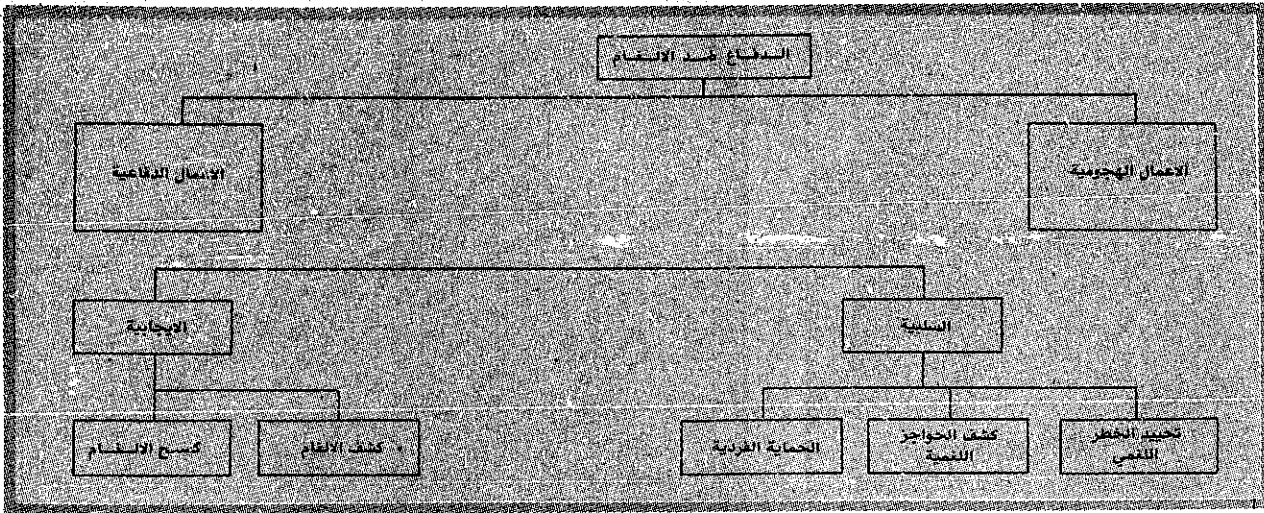 الدفاع ضد الالغام
الاعمال الهجومية
الاعمال الدفاعية
السلبية
الايجابية
تحييد الخطر
اللغمي
كشف الحواجز
اللغمية
الحماية الفردية
كشف الالغام
كسح الالغام